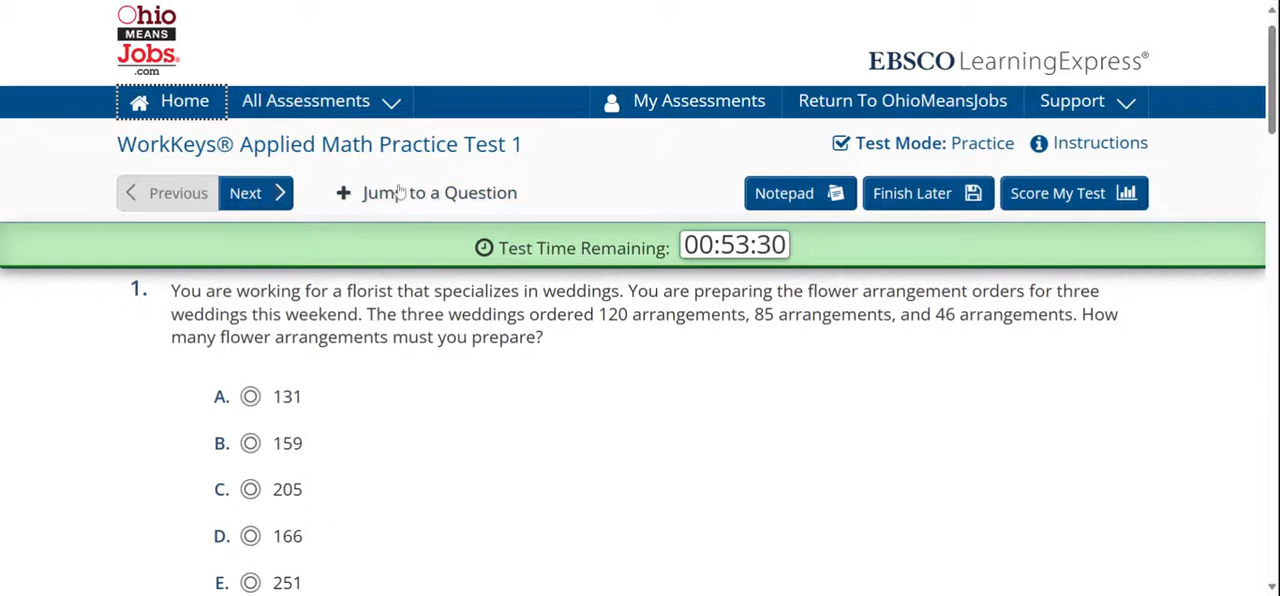 Ohio
MEANS
Jobs.
.com
EBSCO LearningExpress®
Home All Assessments My Assessments Return To OhioMeansJobs Support
WorkKeys® Applied Math Practice Test 1 Test Mode: Practice Instructions
Previous Next + Jump to a Question Notepad Finish Later Score My Test
Test Time Remaining: 00:53:30
1. You are working for a florist that specializes in weddings. You are preparing the flower arrangement orders for three
weddings this weekend. The three weddings ordered 120 arrangements, 85 arrangements, and 46 arrangements. How
many flower arrangements must you prepare?
A. 131
B. 159
C. 205
D. 166
E. 251